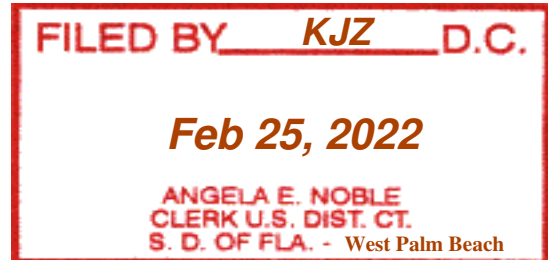 FILED BY KJZ D.C.
Feb 25, 2022
ANGELA E. NOBLE
CLERK U.S. DIST. CT.
S. D. OF FLA. - West Palm Beach